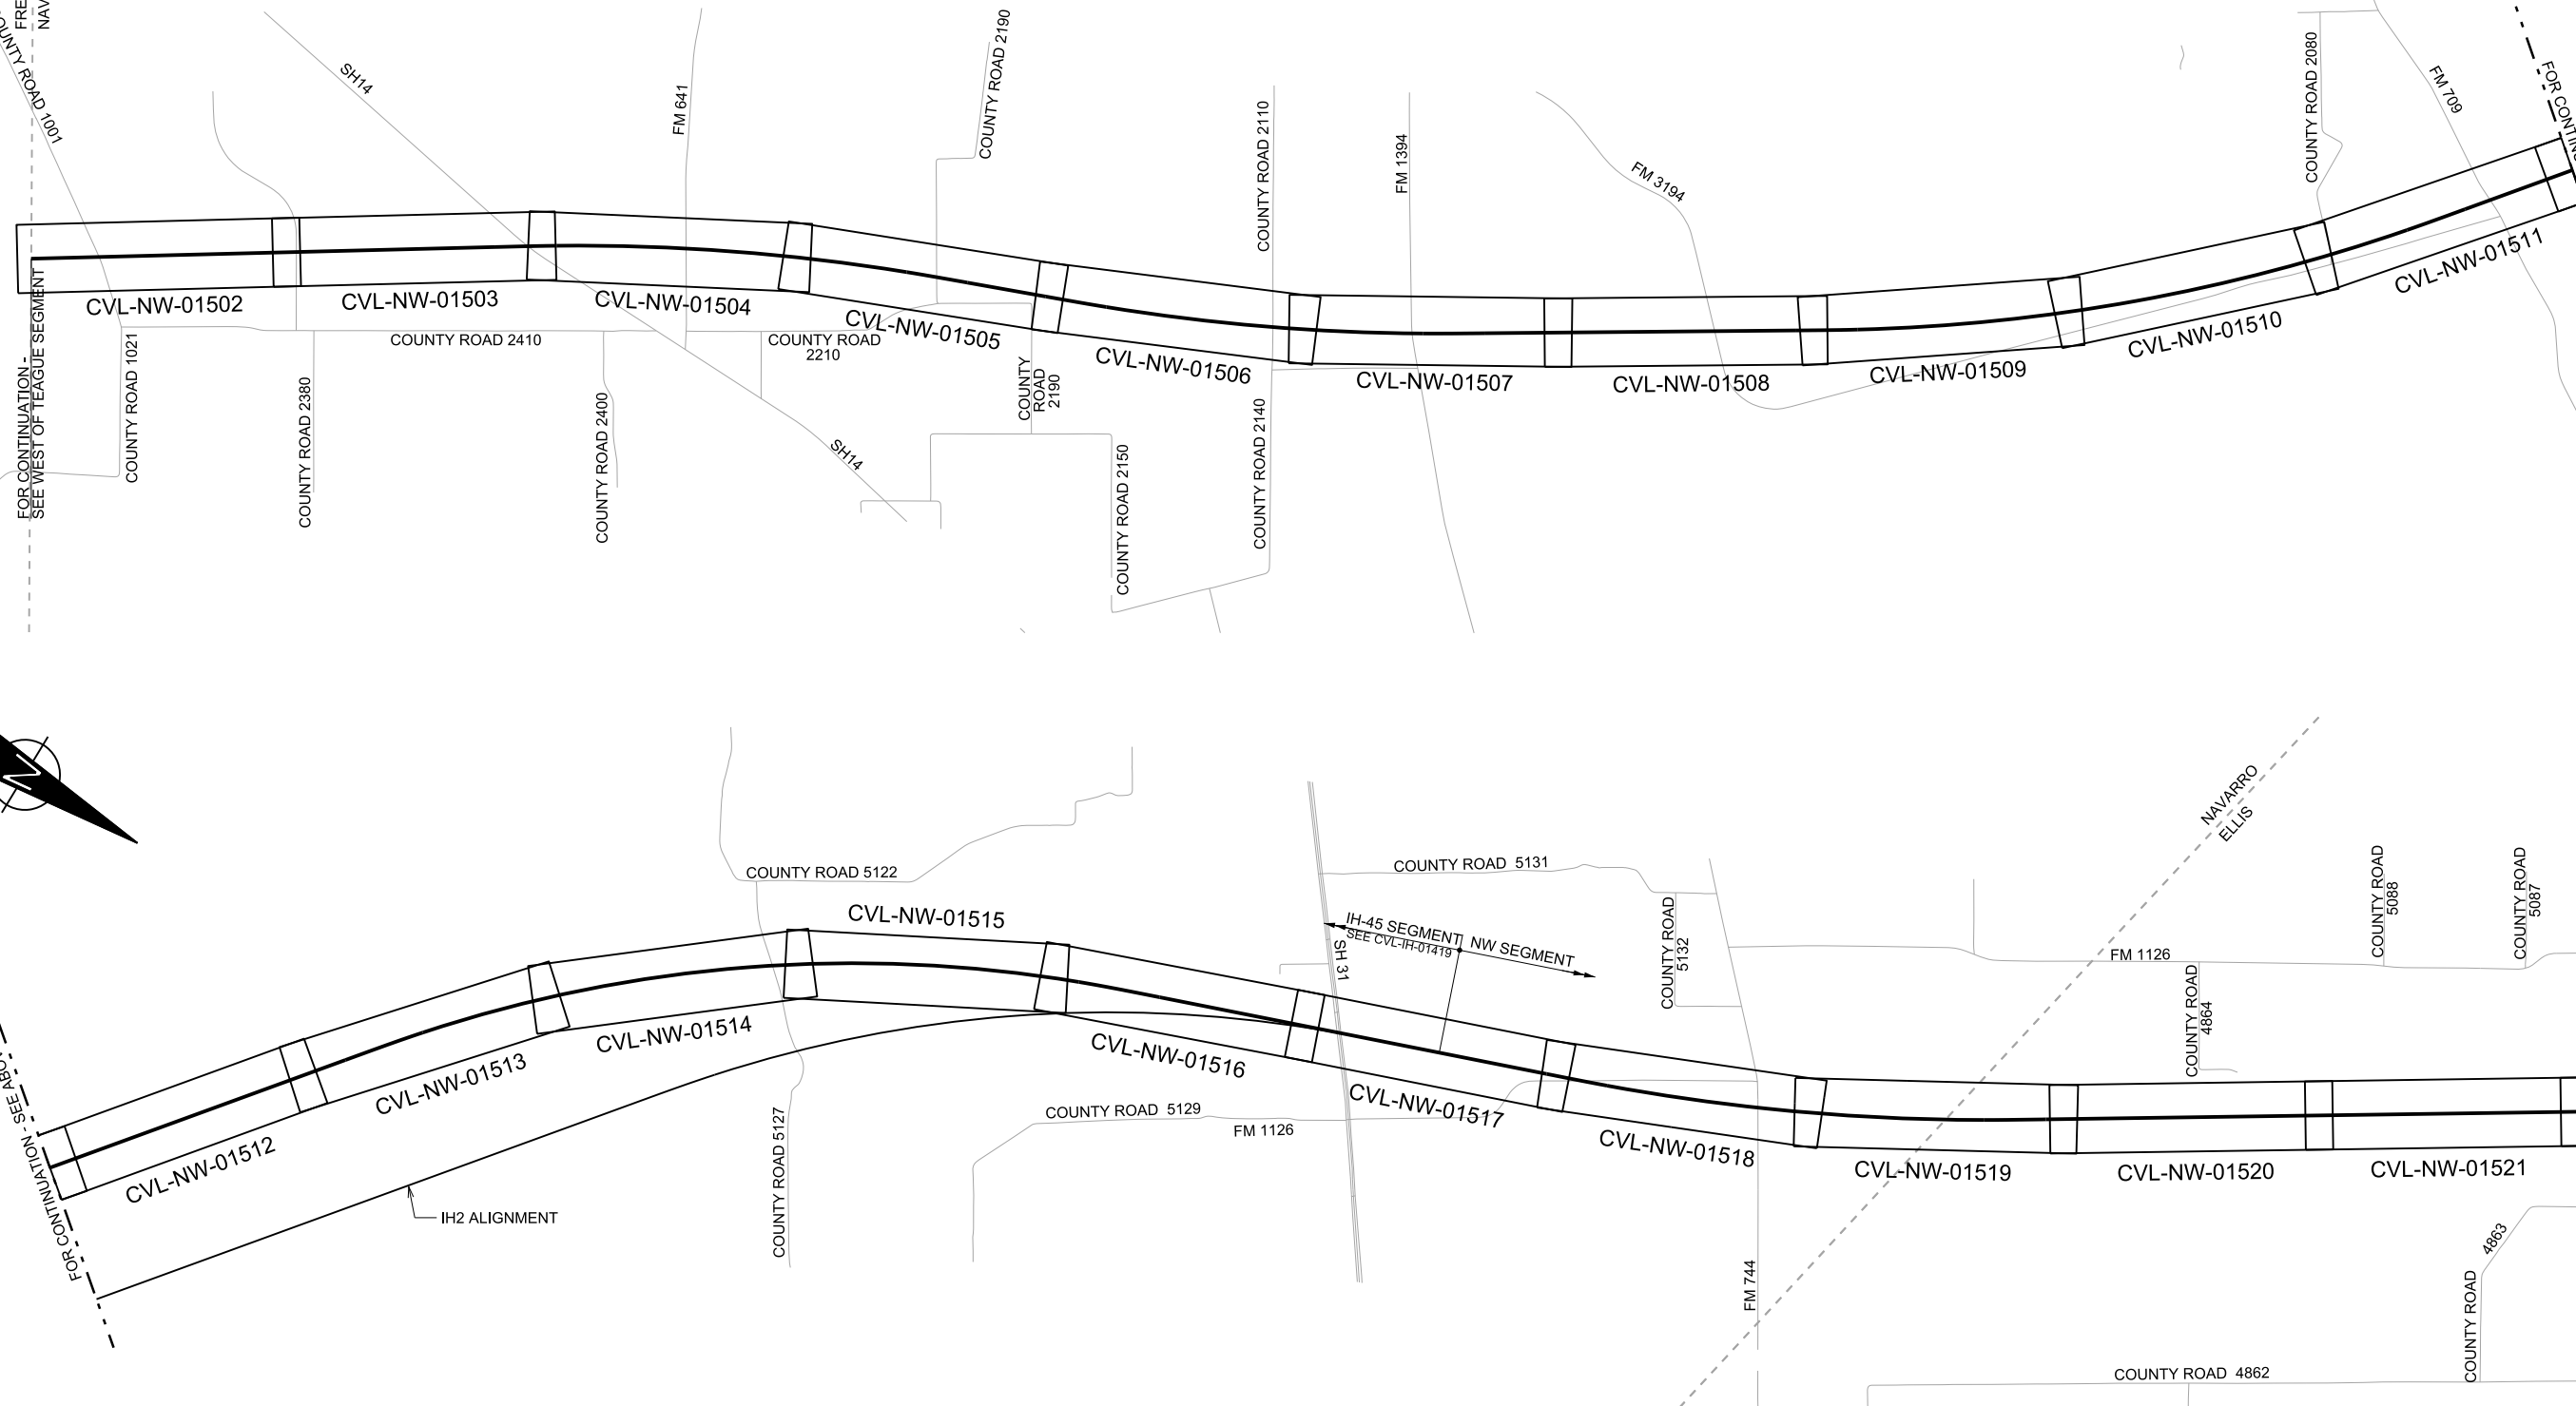 FRE
NAV
COUNTY ROAD 1001
SH14
FM 641
COUNTY ROAD 2190
COUNTY ROAD 2110
FM 1394
FM 3194
COUNTY ROAD 2080
FM 709
FOR CONTIN
CVL-NW-01502
CVL-NW-01503
CVL-NW-01504
CVL-NW-01505
CVL-NW-01506
CVL-NW-01507
CVL-NW-01508
CVL-NW-01509
CVL-NW-01510
CVL-NW-01511
FOR CONTINUATION -
SEE WEST OF TEAGUE SEGMENT
COUNTY ROAD 1021
COUNTY ROAD 2380
COUNTY ROAD 2410
COUNTY ROAD 2400
COUNTY ROAD
2210
SH14
COUNTY
ROAD
2190
COUNTY ROAD 2150
COUNTY ROAD 2140
N
COUNTY ROAD 5122
COUNTY ROAD 5131
IH-45 SEGMENT
SEE CVL-IH-01419
NW SEGMENT
SH 31
COUNTY ROAD
5132
NAVARRO
ELLIS
FM 1126
COUNTY ROAD
4864
COUNTY ROAD
5088
COUNTY ROAD
5087
FOR CONTINUATION - SEE ABO
CVL-NW-01512
CVL-NW-01513
CVL-NW-01514
CVL-NW-01515
CVL-NW-01516
CVL-NW-01517
CVL-NW-01518
CVL-NW-01519
CVL-NW-01520
CVL-NW-01521
IH2 ALIGNMENT
COUNTY ROAD 5127
COUNTY ROAD 5129
FM 1126
FM 744
COUNTY ROAD
4863
COUNTY ROAD 4862